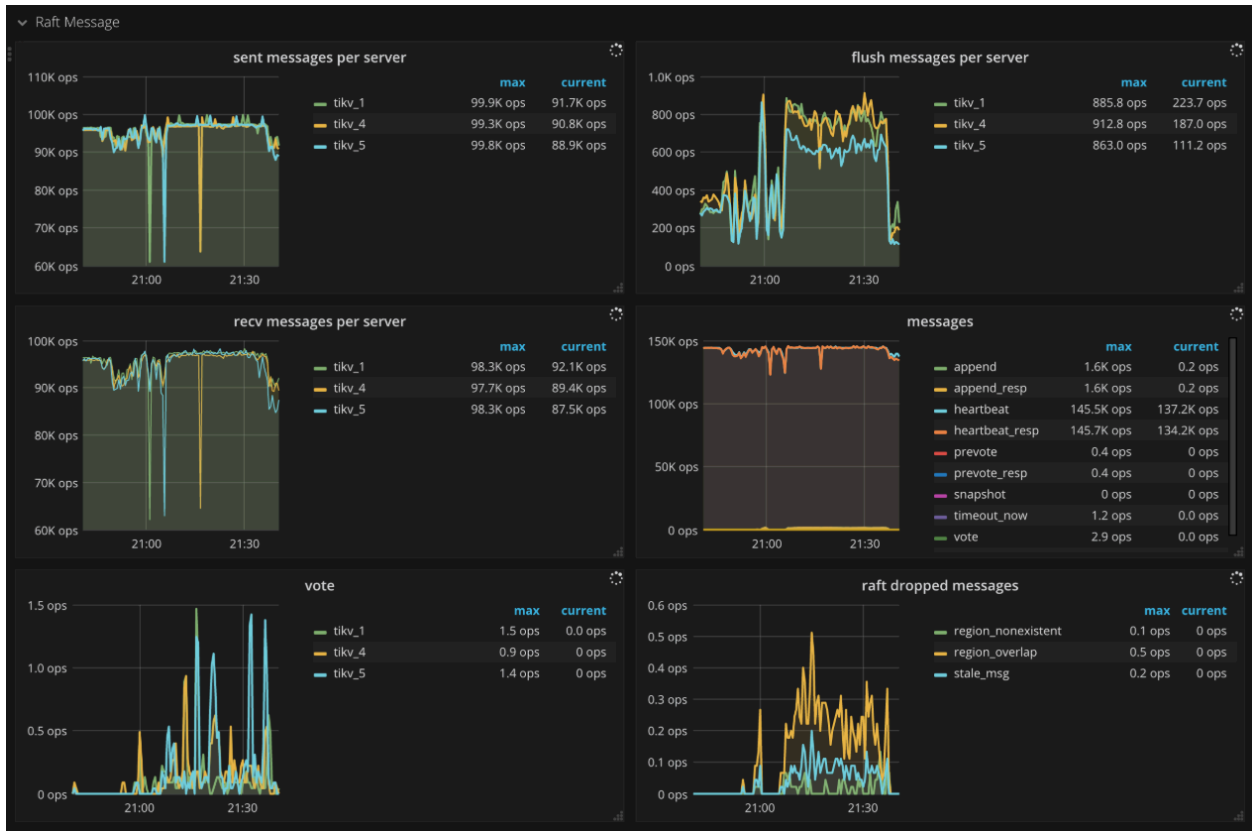 Raft Message
sent messages per server
110K ops
100K ops
90K ops
80K ops
70K ops
60K ops
21:00 21:30
max current
tikv_1 99.9K ops 91.7K ops
tikv_4 99.3K ops 90.8K ops
tikv_5 99.8K ops 88.9K ops
flush messages per server
1.0K ops
800 ops
600 ops
400 ops
200 ops
0 ops
21:00 21:30
max current
tikv_1 885.8 ops 223.7 ops
tikv_4 912.8 ops 187.0 ops
tikv_5 863.0 ops 111.2 ops
recv messages per server
100K ops
90K ops
80K ops
70K ops
60K ops
21:00 21:30
max current
tikv_1 98.3K ops 92.1K ops
tikv_4 97.7K ops 89.4K ops
tikv_5 98.3K ops 87.5K ops
messages
150K ops
100K ops
50K ops
0 ops
21:00 21:30
max current
append 1.6K ops 0.2 ops
append_resp 1.6K ops 0.2 ops
heartbeat 145.5K ops 137.2K ops
heartbeat_resp 145.7K ops 134.2K ops
prevote 0.4 ops 0 ops
prevote_resp 0.4 ops 0 ops
snapshot 0 ops 0 ops
timeout_now 1.2 ops 0.0 ops
vote 2.9 ops 0.0 ops
vote
1.5 ops
1.0 ops
0.5 ops
0 ops
21:00 21:30
max current
tikv_1 1.5 ops 0.0 ops
tikv_4 0.9 ops 0 ops
tikv_5 1.4 ops 0 ops
raft dropped messages
0.6 ops
0.5 ops
0.4 ops
0.3 ops
0.2 ops
0.1 ops
0 ops
21:00 21:30
max current
region_nonexistent 0.1 ops 0 ops
region_overlap 0.5 ops 0 ops
stale_msg 0.2 ops 0 ops